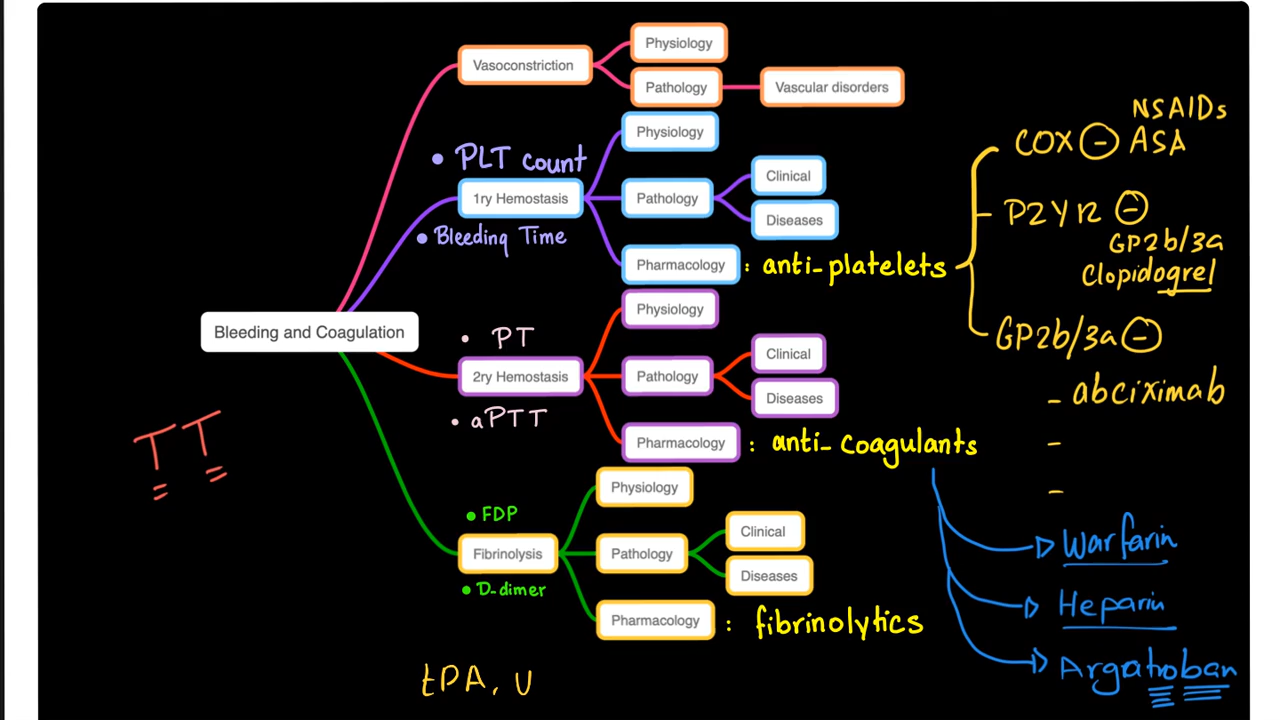 Physiology
Vasoconstriction
Pathology
Vascular disorders
NSAIDs
COX ⊖ ASA
Physiology
• PLT count
Clinical
1ry Hemostasis
Pathology
P2Y12 ⊖
Diseases
• Bleeding Time
GP2b/3a
Pharmacology : anti-platelets
Clopidogrel
Physiology
Bleeding and Coagulation
• PT
GP2b/3a ⊖
Clinical
2ry Hemostasis
Pathology
- abciximab
Diseases
• aPTT
TT
Pharmacology : anti-coagulants
-
Physiology
-
• FDP
Clinical
Warfarin
Fibrinolysis
Pathology
Diseases
• D-dimer
Heparin
Pharmacology : fibrinolytics
Argatroban
tPA, U